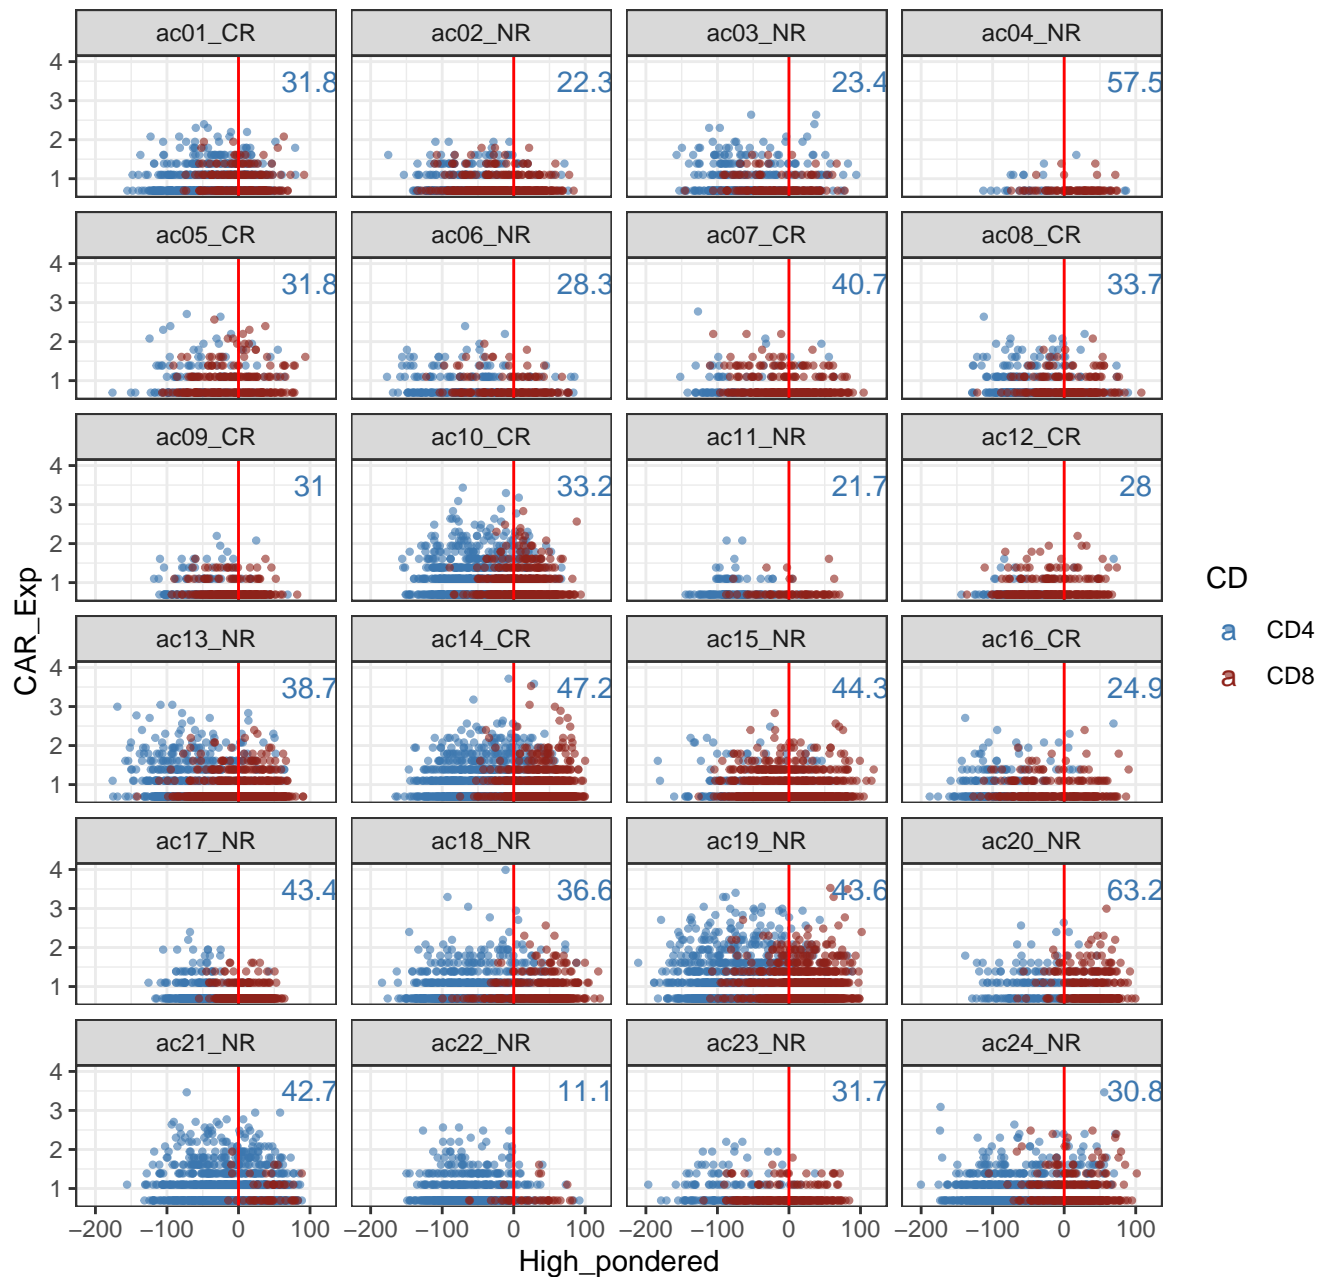 ac01_CR ac02_NR ac03_NR ac04_NR
4 31.8 22.3 23.4 57.5
3
2
1
ac05_CR ac06_NR ac07_CR ac08_CR
4 31.8 28.3 40.7 33.7
3
2
1
ac09_CR ac10_CR ac11_NR ac12_CR
4 31 33.2 21.7 28
3
2
1
ac13_NR ac14_CR ac15_NR ac16_CR
4 38.7 47.2 44.3 24.9
3
2
1
ac17_NR ac18_NR ac19_NR ac20_NR
4 43.4 36.6 43.6 63.2
3
2
1
ac21_NR ac22_NR ac23_NR ac24_NR
4 42.7 11.1 31.7 30.8
3
2
1
−200 −100 0 100 −200 −100 0 100 −200 −100 0 100 −200 −100 0 100
High_pondered
CAR_Exp
CD
a CD4
a CD8